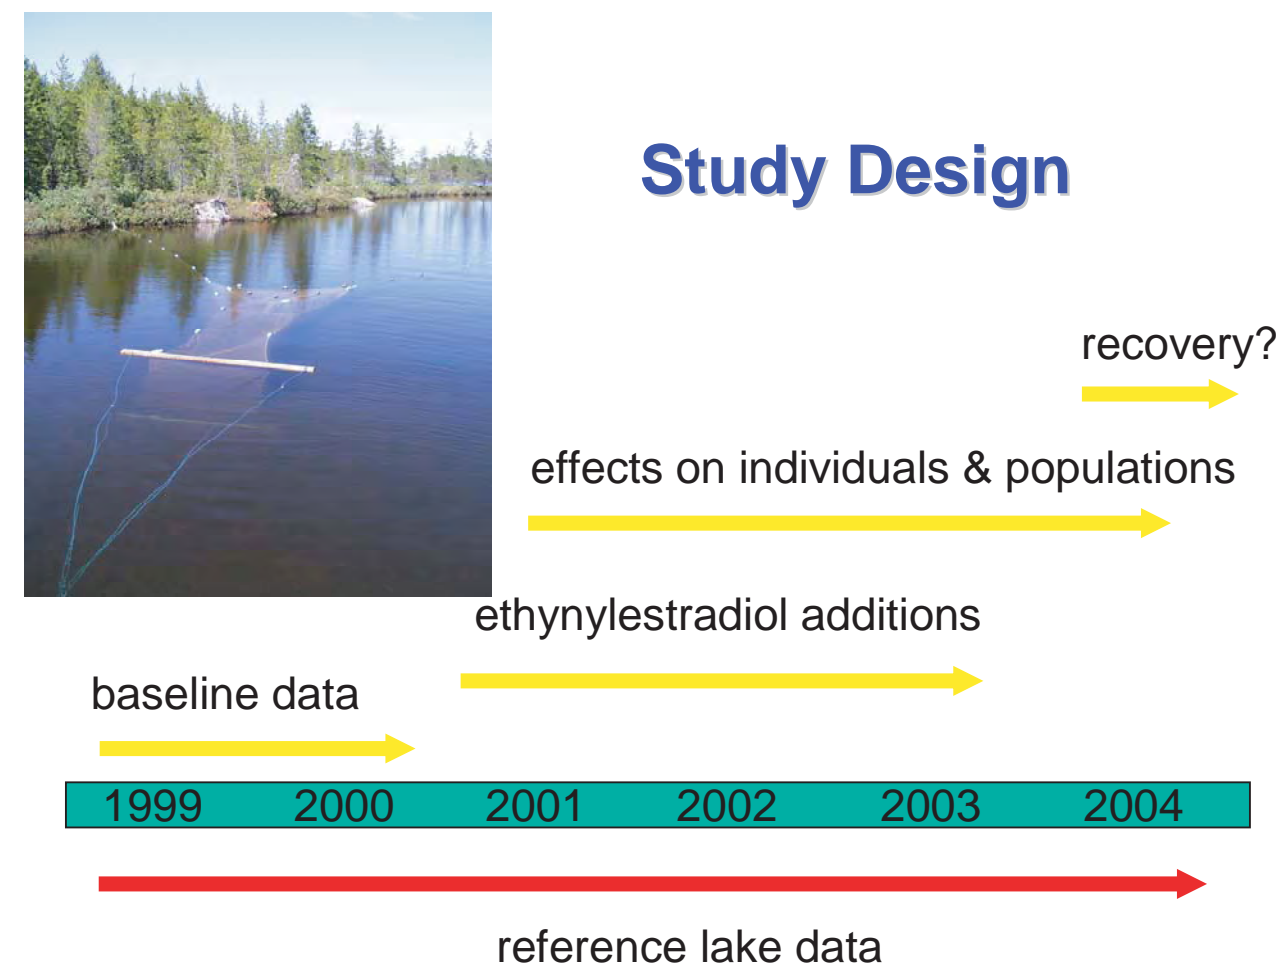 Study Design
recovery?
effects on individuals & populations
ethynylestradiol additions
baseline data
1999 2000 2001 2002 2003 2004
reference lake data